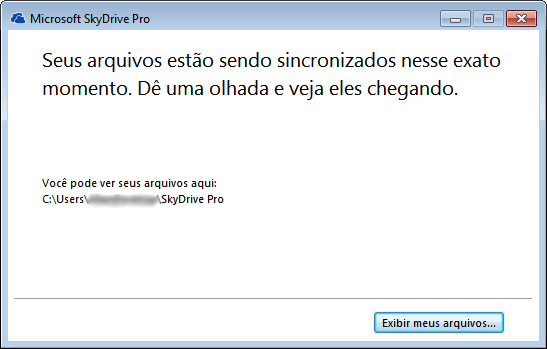 Microsoft SkyDrive Pro
Seus arquivos estão sendo sincronizados nesse exato
momento. Dê uma olhada e veja eles chegando.
Você pode ver seus arquivos aqui:
C:\Users\ \SkyDrive Pro
Exibir meus arquivos...